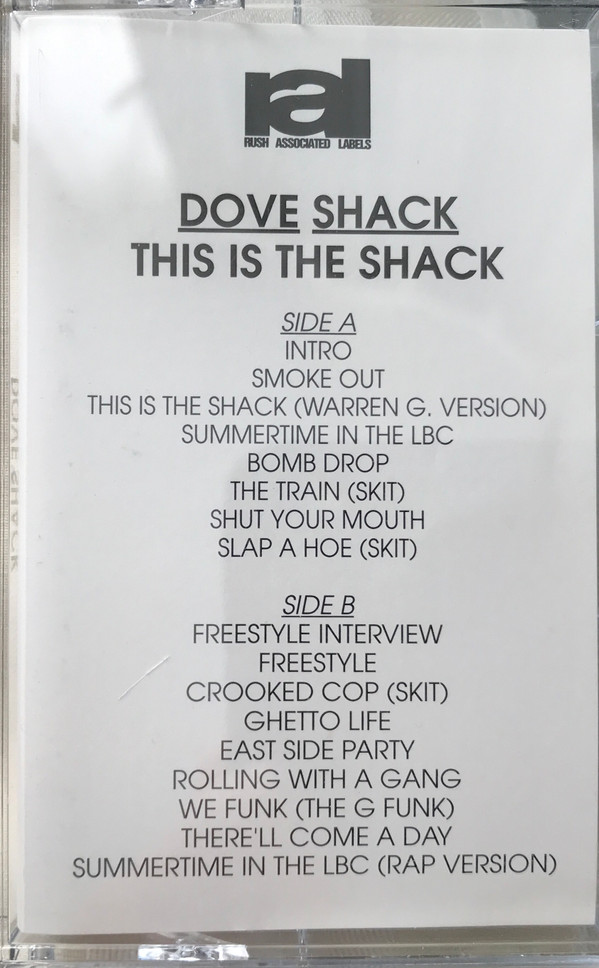 ral
RUSH ASSOCIATED LABELS
DOVE SHACK
THIS IS THE SHACK
SIDE A
INTRO
SMOKE OUT
THIS IS THE SHACK (WARREN G. VERSION)
SUMMERTIME IN THE LBC
BOMB DROP
THE TRAIN (SKIT)
SHUT YOUR MOUTH
SLAP A HOE (SKIT)
SIDE B
FREESTYLE INTERVIEW
FREESTYLE
CROOKED COP (SKIT)
GHETTO LIFE
EAST SIDE PARTY
ROLLING WITH A GANG
WE FUNK (THE G FUNK)
THERE'LL COME A DAY
SUMMERTIME IN THE LBC (RAP VERSION)
DOVE SHACK